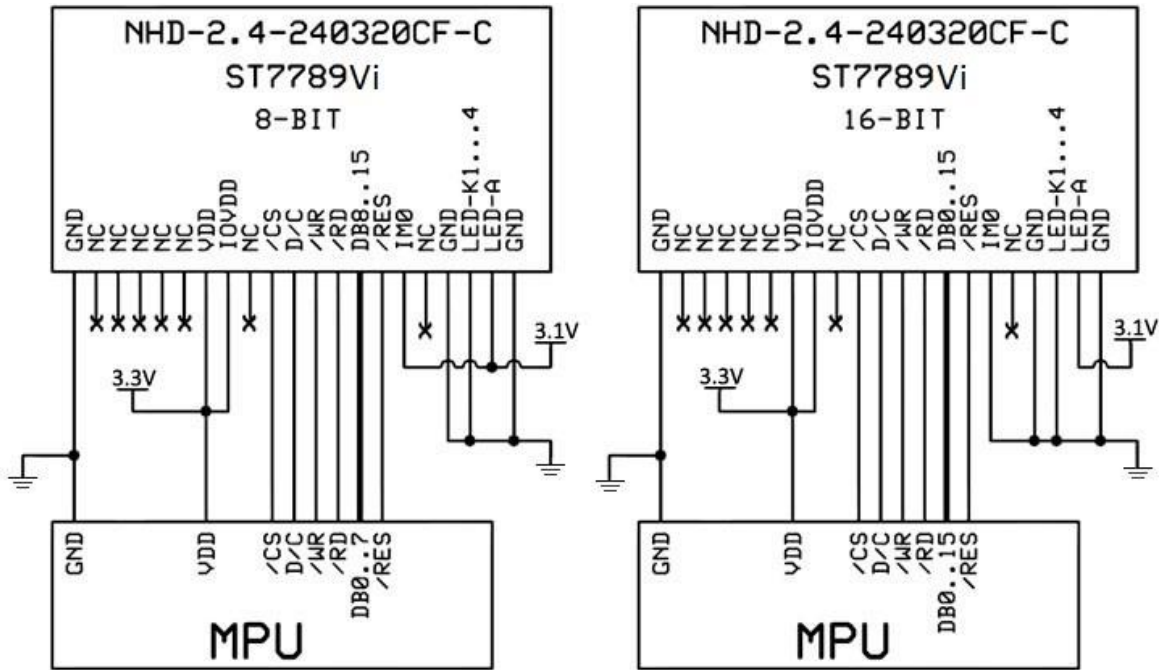 NHD-2.4-240320CF-C
ST7789Vi
8-BIT
GND
NC
NC
NC
NC
NC
VDD
IOVDD
NC
/CS
D/C
/WR
/RD
DB8..15
/RES
IM0
NC
GND
LED-K1...4
LED-A
GND
3.1V
3.3V
GND
VDD
/CS
D/C
/WR
/RD
DB0..7
/RES
MPU
NHD-2.4-240320CF-C
ST7789Vi
16-BIT
GND
NC
NC
NC
NC
NC
VDD
IOVDD
NC
/CS
D/C
/WR
/RD
DB0..15
/RES
IM0
NC
GND
LED-K1...4
LED-A
GND
3.1V
3.3V
GND
VDD
/CS
D/C
/WR
/RD
DB0..15
/RES
MPU